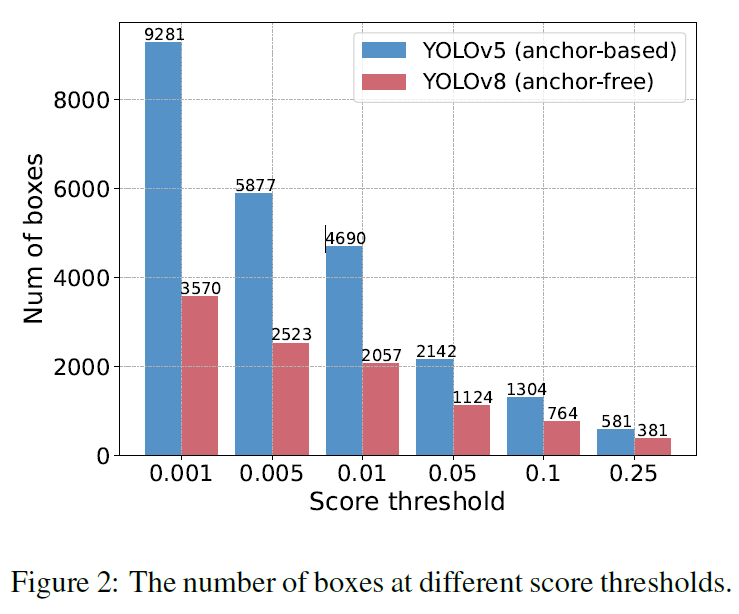 9281
YOLOv5 (anchor-based)
YOLOv8 (anchor-free)
8000
Num of boxes
6000
5877
4690
4000
3570
2523
2057
2142
2000
1124
1304
764
581
381
0
0.001 0.005 0.01 0.05 0.1 0.25
Score threshold
Figure 2: The number of boxes at different score thresholds.